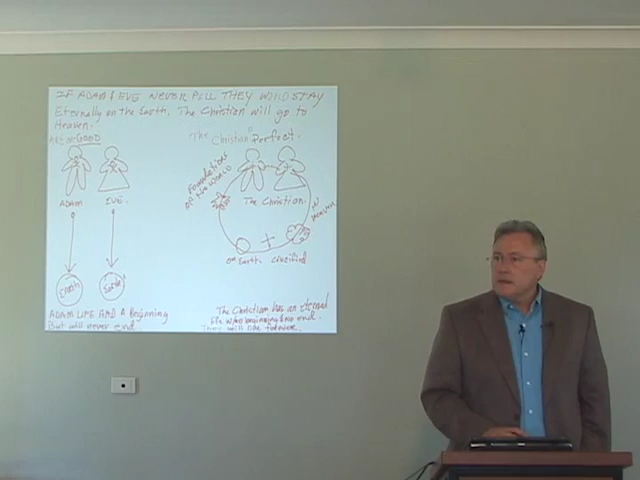 IF ADAM & EVE NEVER FELL THEY WOULD STAY
Eternally on the Earth. The Christian will go to
Heaven.
GOOD
The Christian Perfect.
Foundations
of the World
ADAM
EVE
The Christian
in heaven
on Earth crucified
Earth
Earth
ADAM LIFE HAD A Beginning
But will never end.
The Christian has an eternal
life w/no beginning & no end.
They will live forever.